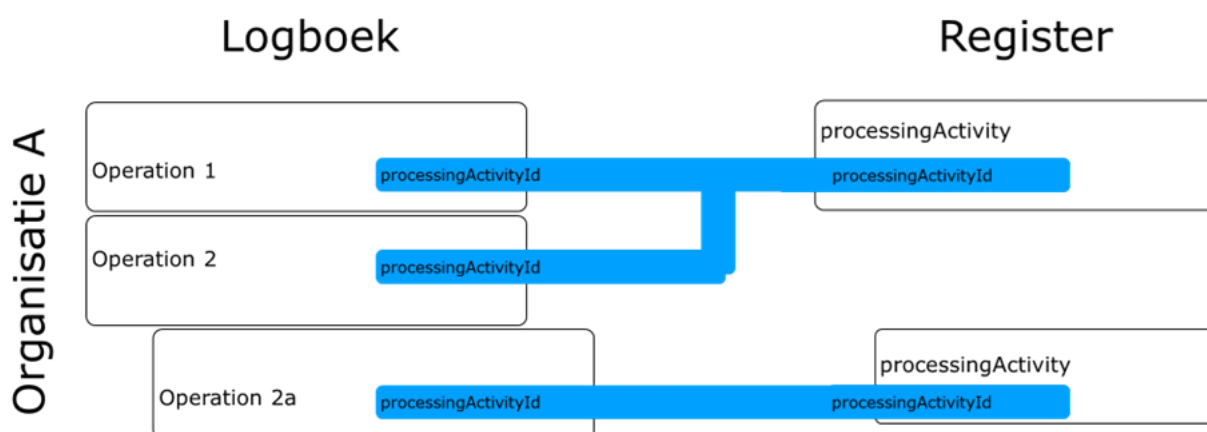 Logboek
Register
Organisatie A
processingActivity
Operation 1
processingActivityId
processingActivityId
Operation 2
processingActivityId
processingActivity
Operation 2a
processingActivityId
processingActivityId